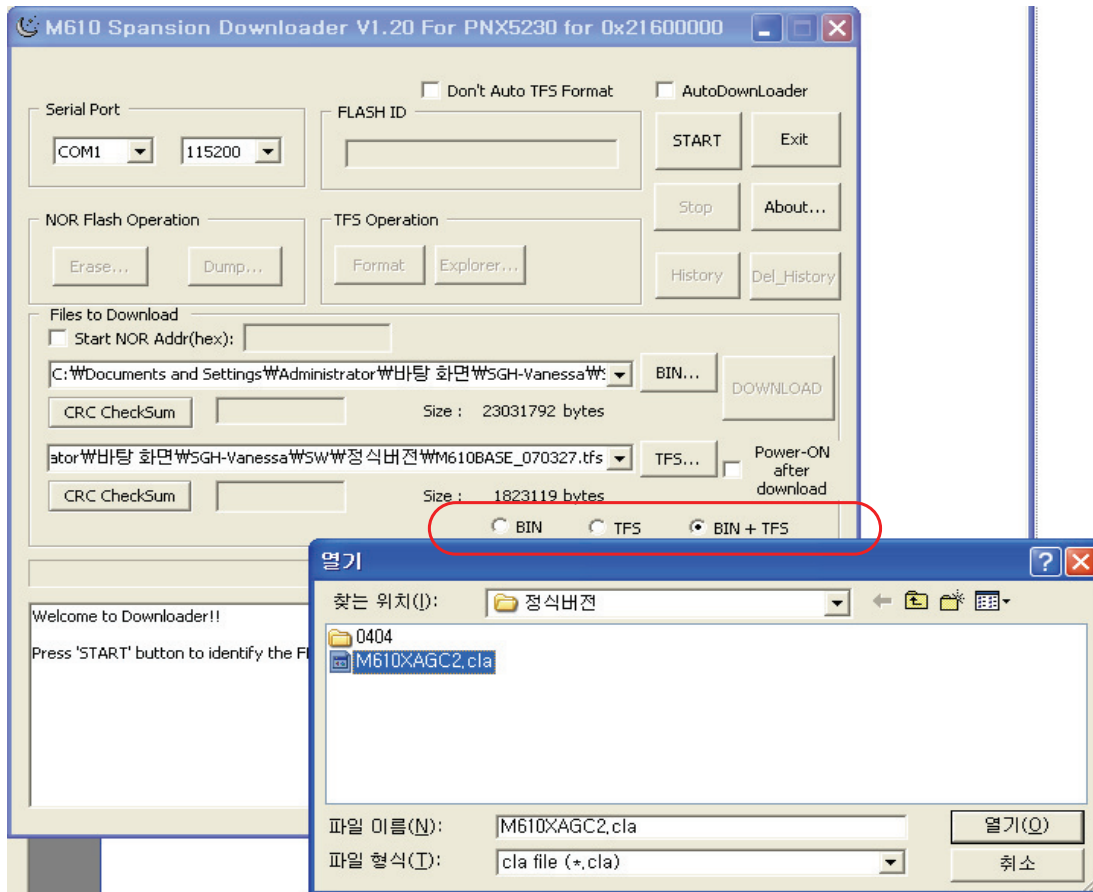 M610 Spansion Downloader V1.20 For PNX5230 for 0x21600000
Don't Auto TFS Format
AutoDownLoader
Serial Port
FLASH ID
COM1
115200
START
Exit
Stop
About...
NOR Flash Operation
TFS Operation
Erase...
Dump...
Format
Explorer...
History
Del_History
Files to Download
Start NOR Addr(hex):
C:₩Documents and Settings₩Administrator₩바탕 화면₩SGH-Vanessa₩
BIN...
DOWNLOAD
CRC CheckSum
Size : 23031792 bytes
ator₩바탕 화면₩SGH-Vanessa₩SW₩정식버전₩M610BASE_070327.tfs
TFS...
Power-ON
after
download
CRC CheckSum
Size : 1823119 bytes
BIN
TFS
BIN + TFS
Welcome to Downloader!!
Press 'START' button to identify the
열기
찾는 위치(I):
정식버전
0404
M610XAGC2.cla
파일 이름(N):
M610XAGC2.cla
열기(O)
파일 형식(T):
cla file (*.cla)
취소